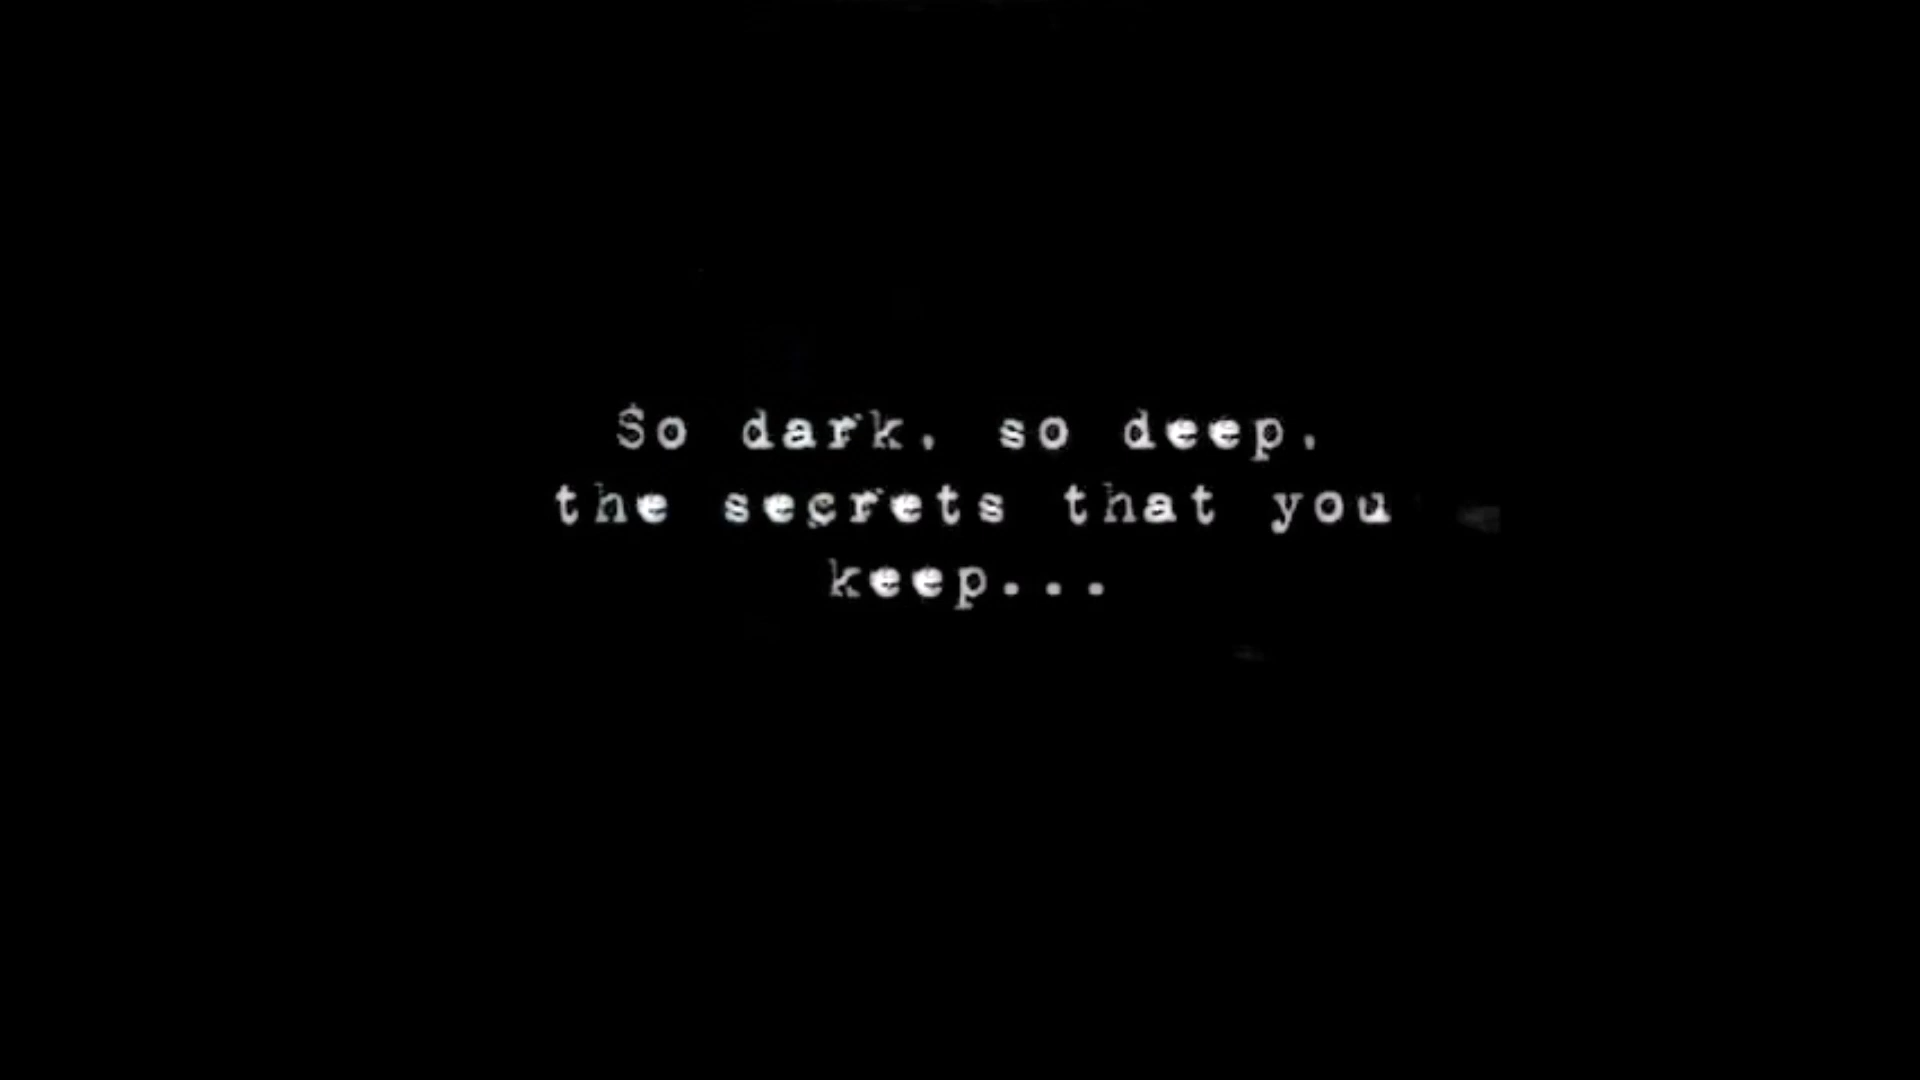 So dark, so deep,
the secrets that you
keep...